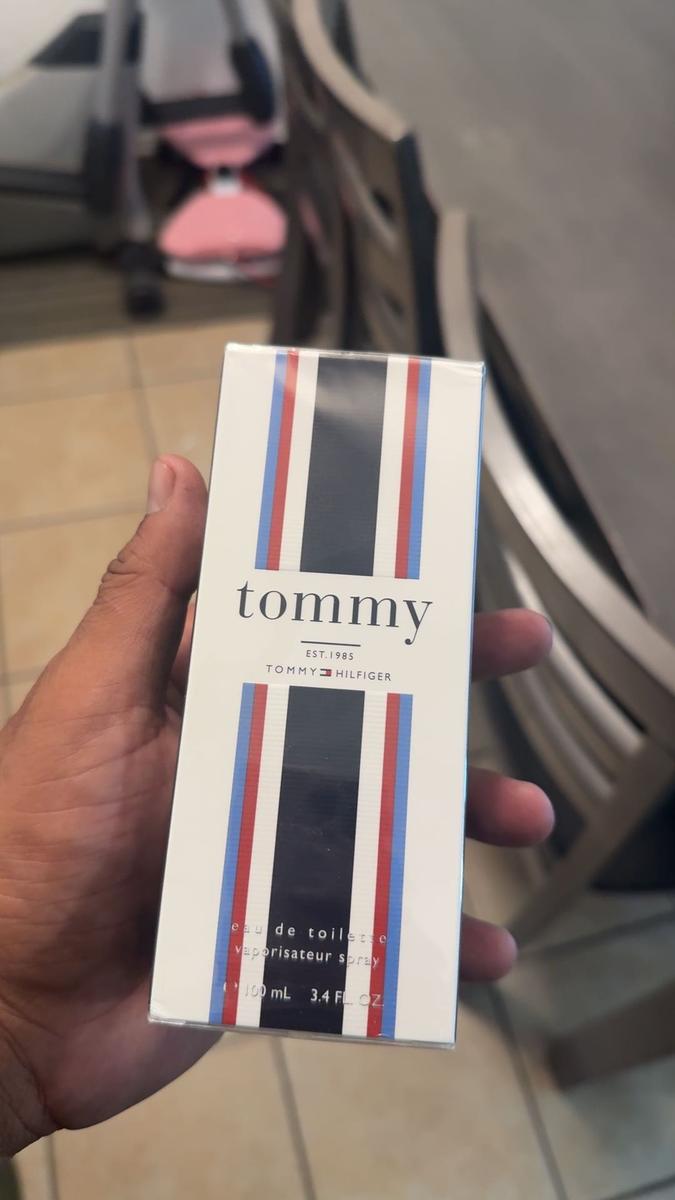 tommy
EST.1985
TOMMY HILFIGER
eau de toilette
vaporisateur spray
100 mL 3.4 FL. OZ.